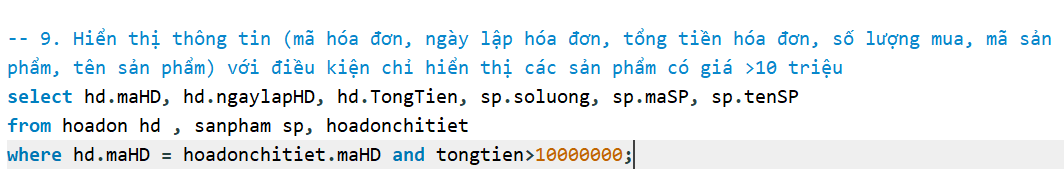 -- 9. Hiển thị thông tin (mã hóa đơn, ngày lập hóa đơn, tổng tiền hóa đơn, số lượng mua, mã sản
phẩm, tên sản phẩm) với điều kiện chỉ hiển thị các sản phẩm có giá >10 triệu
select hd.maHD, hd.ngaylapHD, hd.TongTien, sp.soluong, sp.maSP, sp.tenSP
from hoadon hd , sanpham sp, hoadonchitiet
where hd.maHD = hoadonchitiet.maHD and tongtien>10000000;